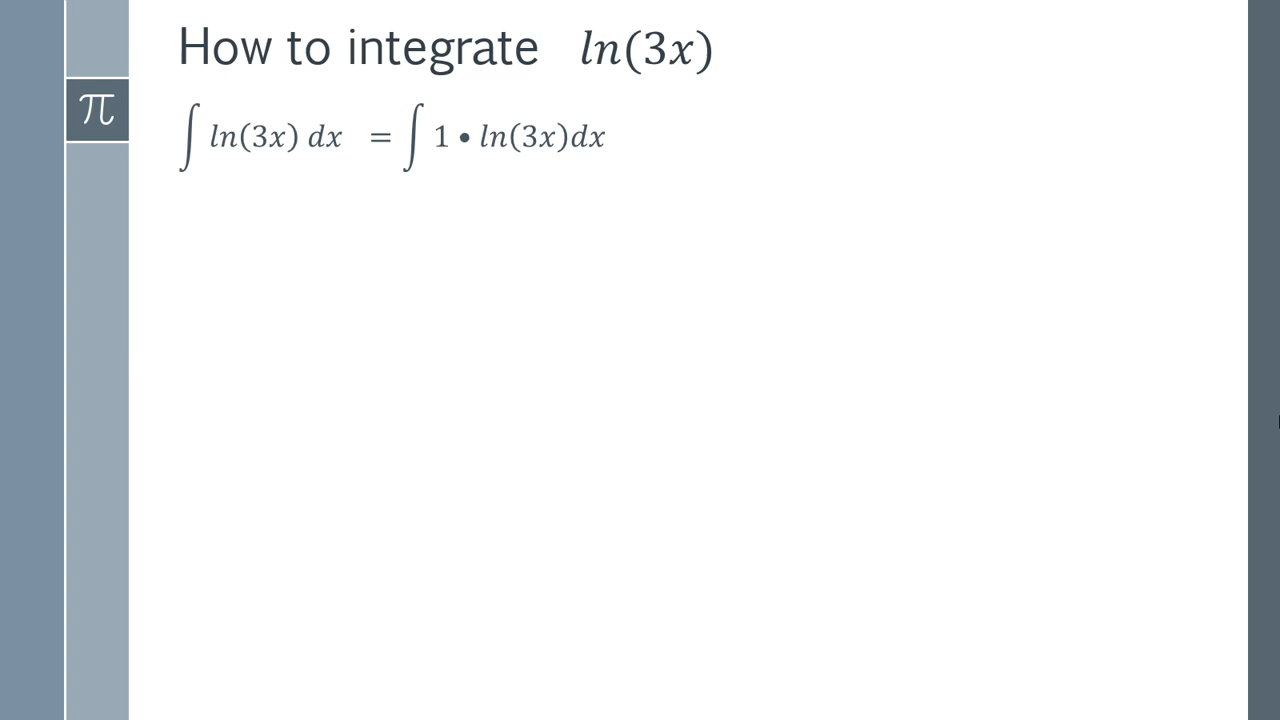 How to integrate ln(3x)
π
∫ ln(3x) dx = ∫ 1 • ln(3x)dx